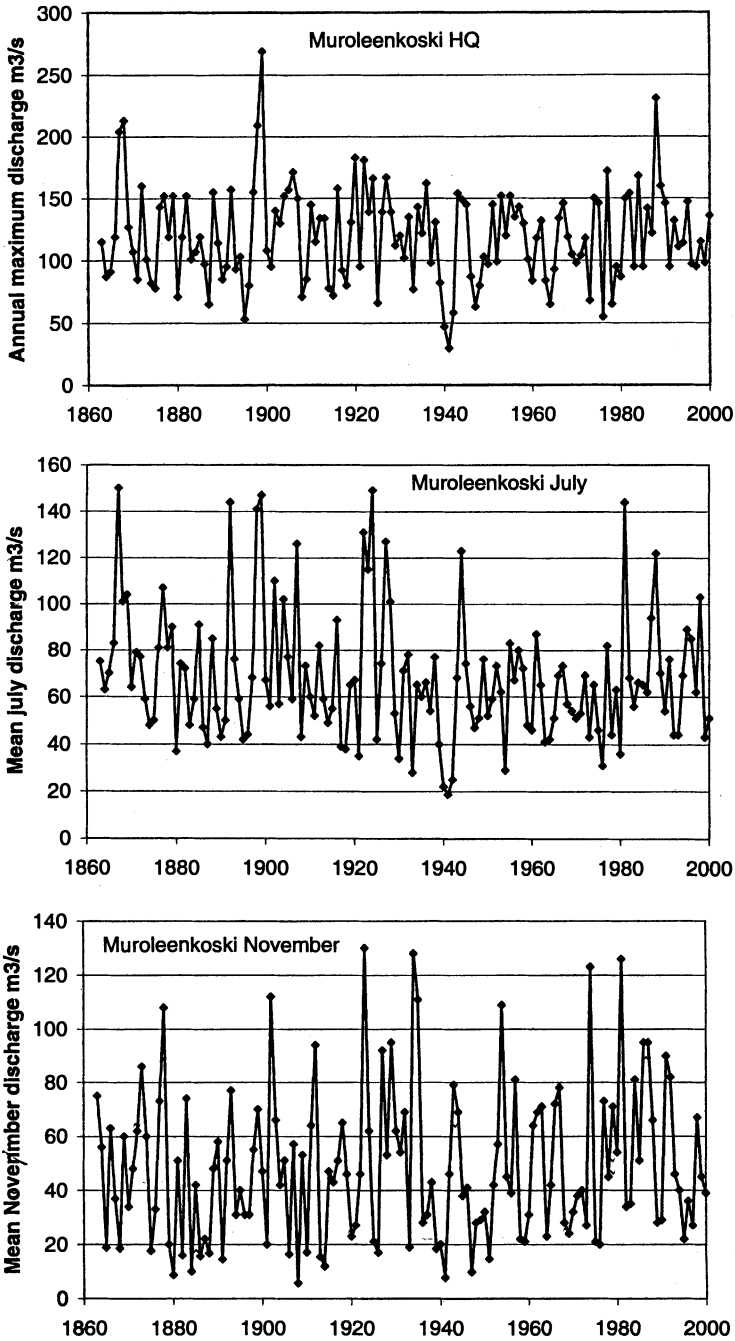 Muroleenkoski HQ
Annual maximum discharge m3/s
300
250
200
150
100
50
0
1860 1880 1900 1920 1940 1960 1980 2000
Muroleenkoski July
Mean july discharge m3/s
160
140
120
100
80
60
40
20
0
1860 1880 1900 1920 1940 1960 1980 2000
Muroleenkoski November
Mean November discharge m3/s
140
120
100
80
60
40
20
0
1860 1880 1900 1920 1940 1960 1980 2000